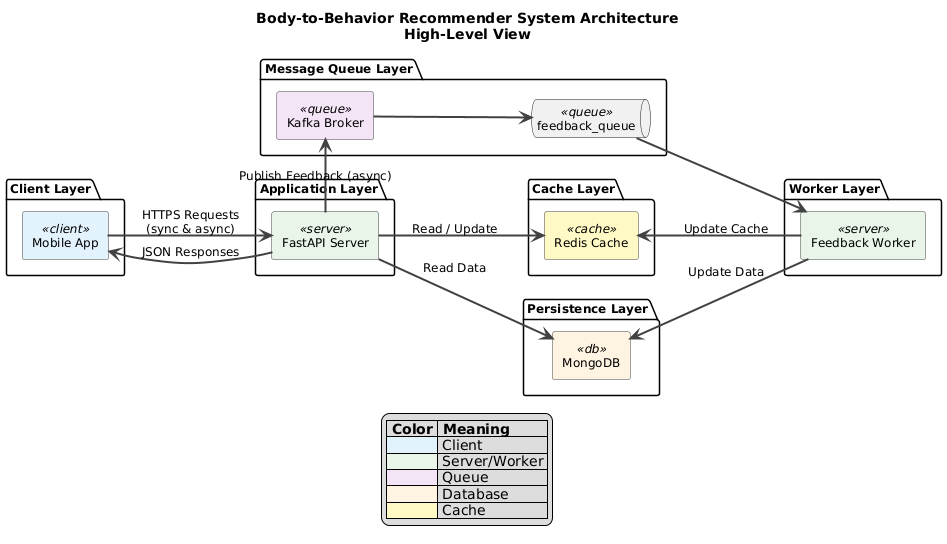 Body-to-Behavior Recommender System Architecture
High-Level View
Message Queue Layer
«queue»
Kafka Broker
«queue»
feedback_queue
Publish Feedback (async)
Client Layer
«client»
Mobile App
HTTPS Requests
(sync & async)
JSON Responses
Application Layer
«server»
FastAPI Server
Read / Update
Read Data
Cache Layer
«cache»
Redis Cache
Update Cache
Update Data
Worker Layer
«server»
Feedback Worker
Persistence Layer
«db»
MongoDB
Color Meaning
Client
Server/Worker
Queue
Database
Cache